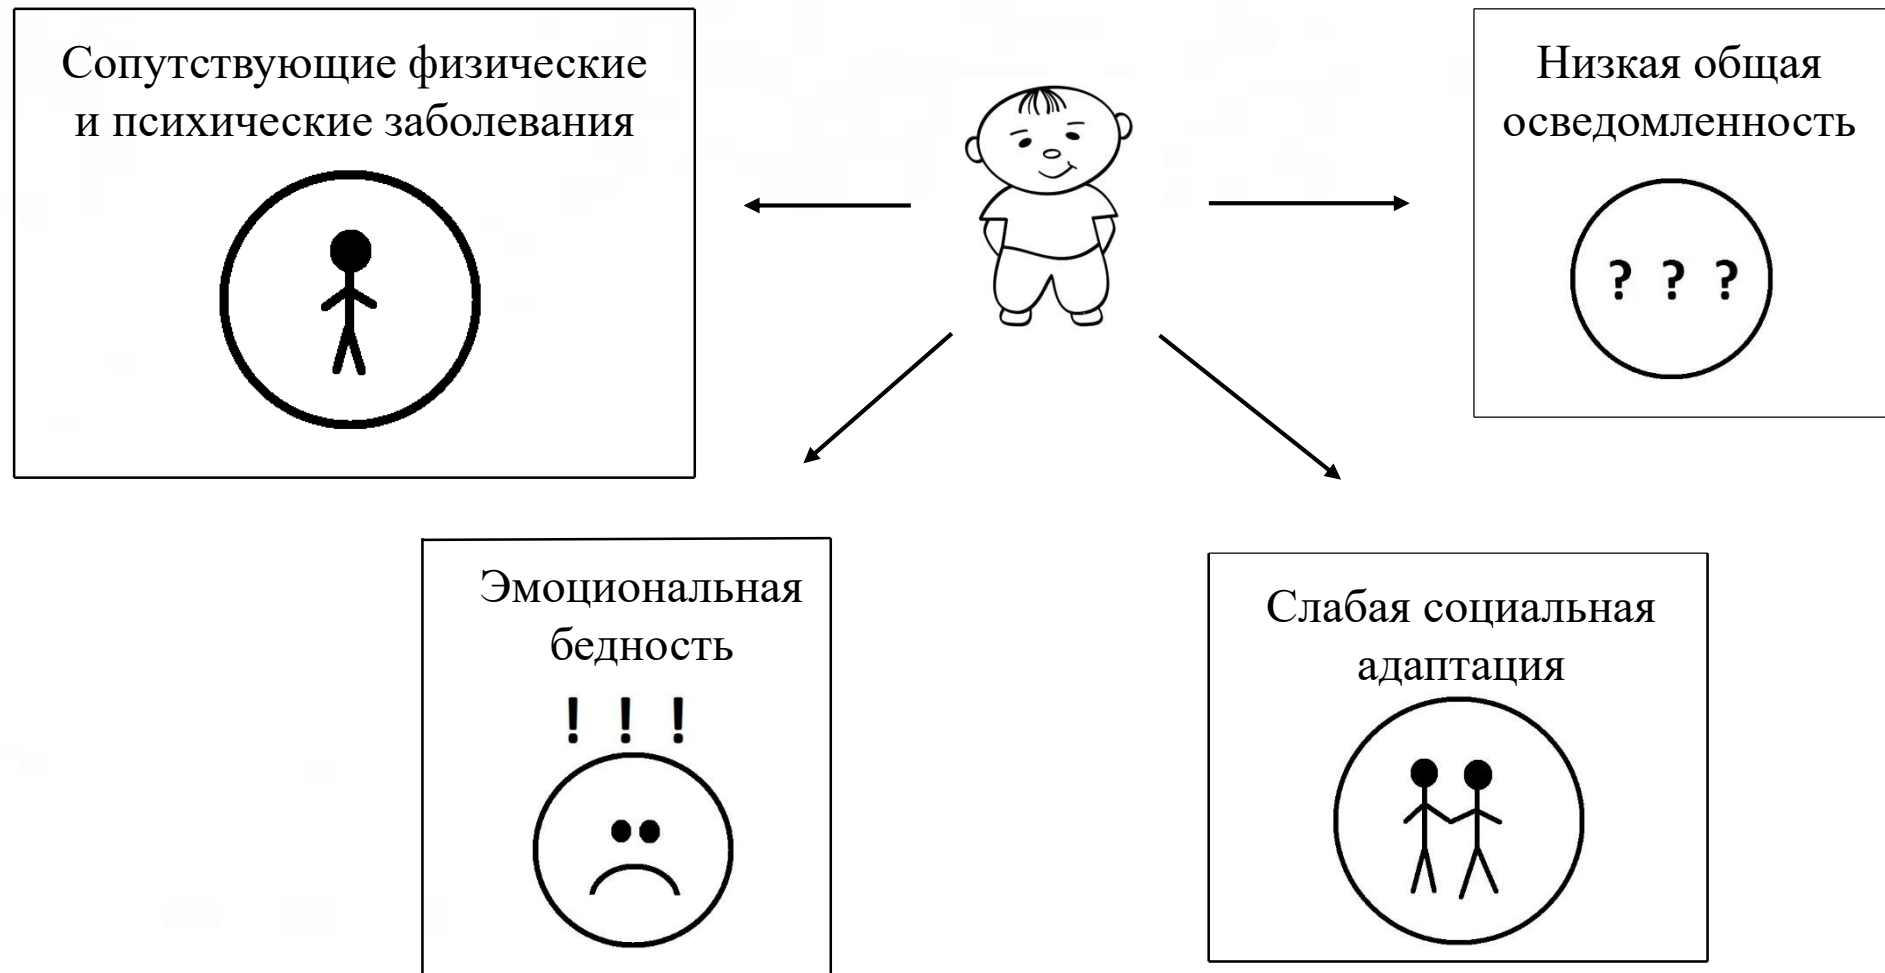 Сопутствующие физические
и психические заболевания
Низкая общая
осведомленность
? ? ?
Эмоциональная
бедность
! ! !
Слабая социальная
адаптация